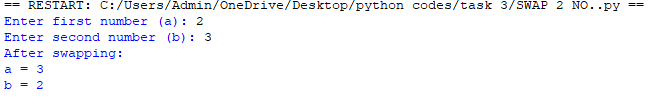 == RESTART: C:/Users/Admin/OneDrive/Desktop/python codes/task 3/SWAP 2 NO..py ==
Enter first number (a): 2
Enter second number (b): 3
After swapping:
a = 3
b = 2